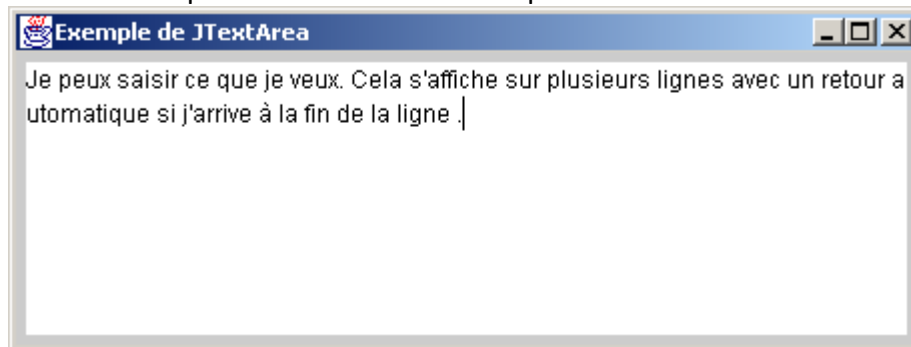 Exemple de JTextArea
Je peux saisir ce que je veux. Cela s'affiche sur plusieurs lignes avec un retour a
utomatique si j'arrive à la fin de la ligne .